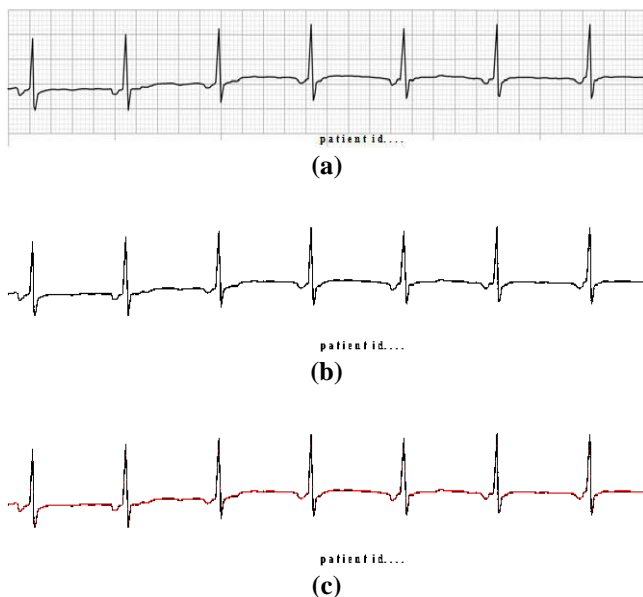 patient id....
(a)
patient id....
(b)
patient id....
(c)